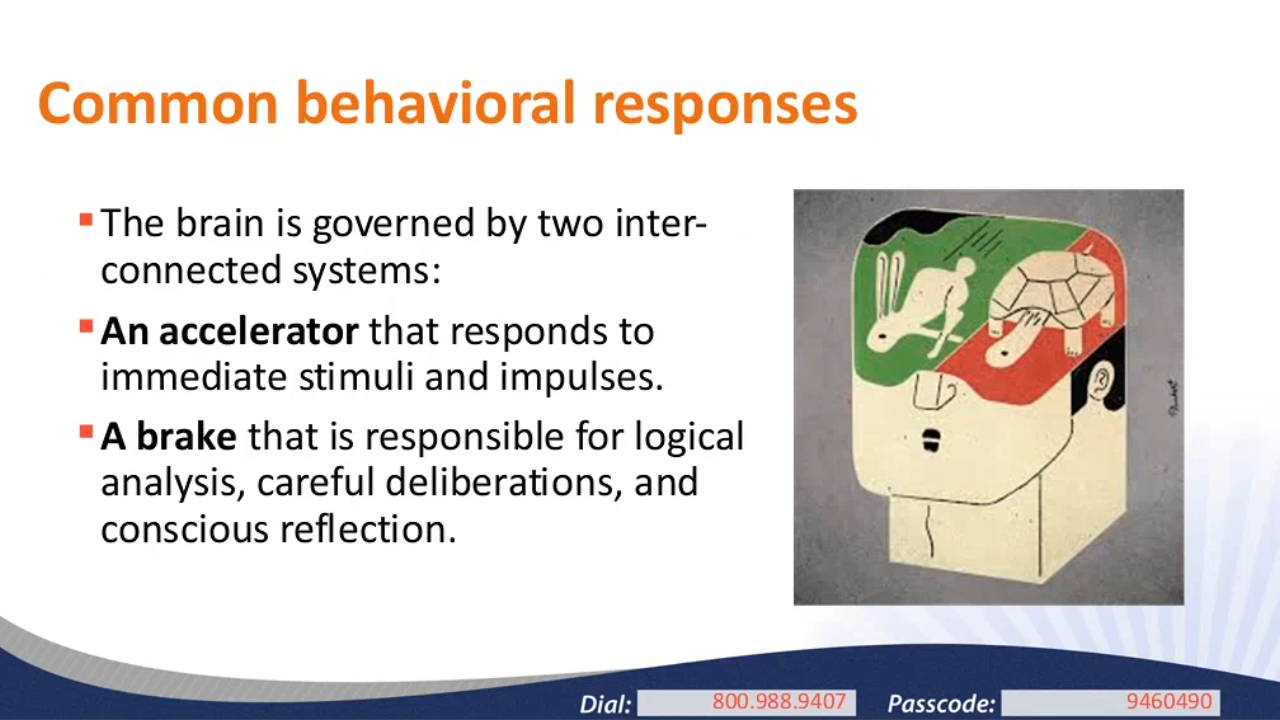 Common behavioral responses
▪The brain is governed by two inter-
connected systems:
▪An accelerator that responds to
immediate stimuli and impulses.
▪A brake that is responsible for logical
analysis, careful deliberations, and
conscious reflection.
Dial: 800.988.9407 Passcode: 9460490